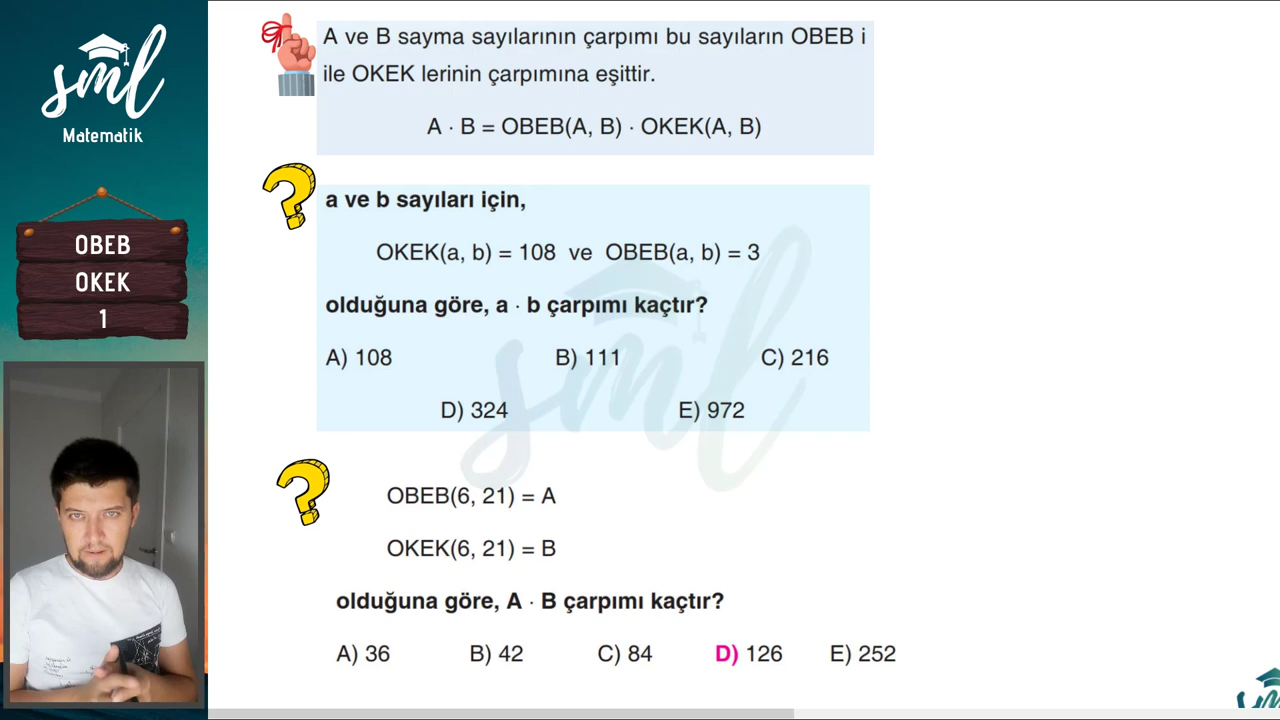 sml
Matematik
OBEB
OKEK
1
A ve B sayma sayılarının çarpımı bu sayıların OBEB i
ile OKEK lerinin çarpımına eşittir.
A · B = OBEB(A, B) · OKEK(A, B)
a ve b sayıları için,
OKEK(a, b) = 108 ve OBEB(a, b) = 3
olduğuna göre, a · b çarpımı kaçtır?
A) 108 B) 111 C) 216
D) 324 E) 972
sml
OBEB(6, 21) = A
OKEK(6, 21) = B
olduğuna göre, A · B çarpımı kaçtır?
A) 36 B) 42 C) 84 D) 126 E) 252